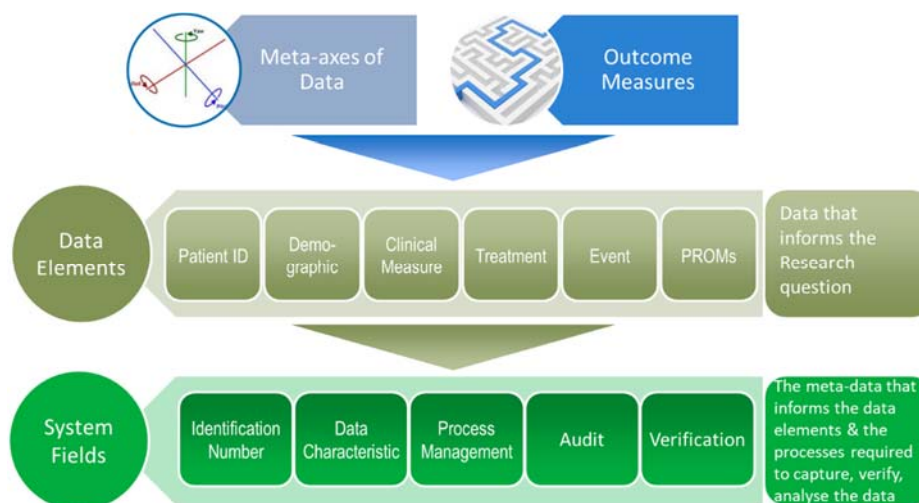 Meta-axes of
Data
Outcome
Measures
Data
Elements
Patient ID
Demo-
graphic
Clinical
Measure
Treatment
Event
PROMs
Data that
informs the
Research
question
System
Fields
Identification
Number
Data
Characteristic
Process
Management
Audit
Verification
The meta-data that
informs the data
elements & the
processes required
to capture, verify,
analyse the data